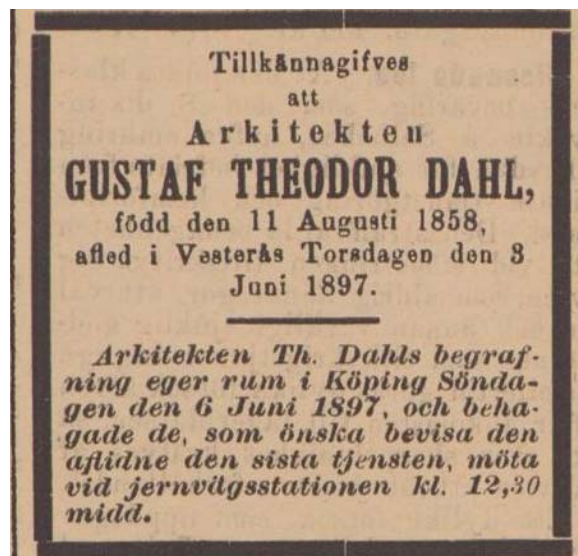 Tillkännagifves
att
Arkitekten
GUSTAF THEODOR DAHL,
född den 11 Augusti 1858,
afled i Vesterås Torsdagen den 3
Juni 1897.
Arkitekten Th. Dahls begraf-
ning eger rum i Köping Sönda-
gen den 6 Juni 1897, och beha-
gade de, som önska bevisa den
aflidne den sista tjensten, möta
vid jernvägsstationen kl. 12,30
midd.